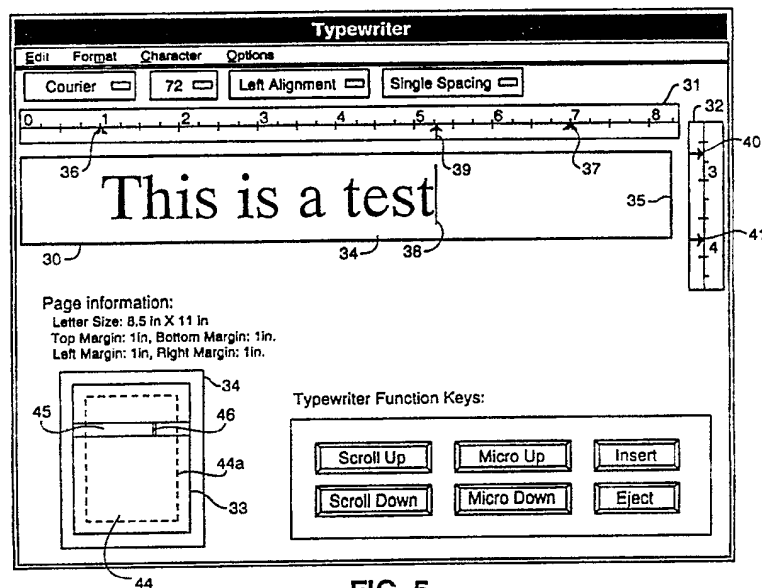 Typewriter
Edit Format Character Options
Courier 72 Left Alignment Single Spacing
31
32
0 1 2 3 4 5 6 7 8
40
36 39 37
3
This is a test
35
41
4
30 34 38
Page information:
Letter Size: 8.5 in X 11 in
Top Margin: 1in, Bottom Margin: 1in.
Left Margin: 1in, Right Margin: 1in.
34
Typewriter Function Keys:
45 46
Scroll Up Micro Up Insert
44a
Scroll Down Micro Down Eject
33
44
FIG. 5